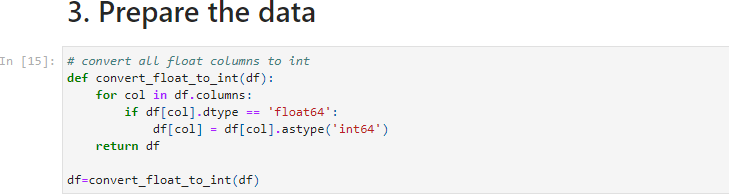 3. Prepare the data
In [15]:
# convert all float columns to int
def convert_float_to_int(df):
    for col in df.columns:
        if df[col].dtype == 'float64':
            df[col] = df[col].astype('int64')
    return df

df=convert_float_to_int(df)